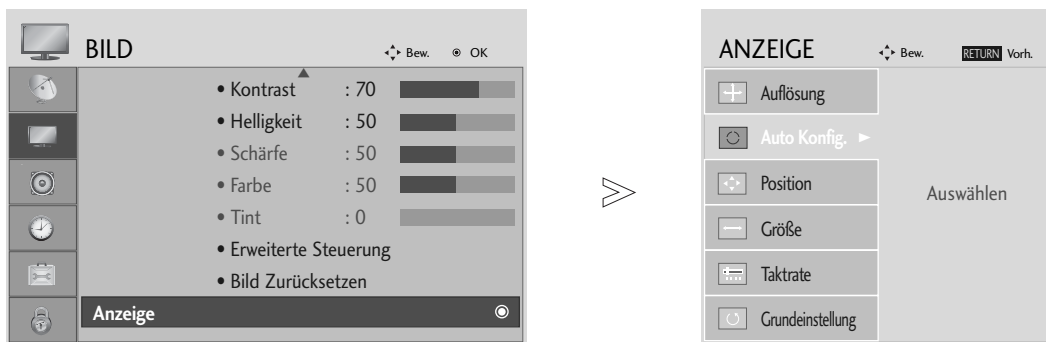 BILD
Bew. OK
• Kontrast : 70
• Helligkeit : 50
• Schärfe : 50
• Farbe : 50
• Tint : 0
• Erweiterte Steuerung
• Bild Zurücksetzen
Anzeige
ANZEIGE
Bew. RETURN Vorh.
Auflösung
Auto Konfig.
Position
Größe
Taktrate
Grundeinstellung
Auswählen